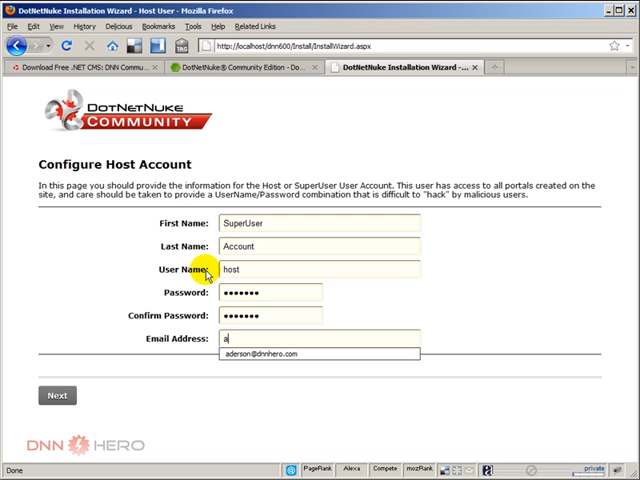 DotNetNuke Installation Wizard - Host User - Mozilla Firefox
File Edit View History Delicious Bookmarks Tools Help Related Links
http://localhost/dnn600/Install/InstallWizard.aspx
Download Free .NET CMS: DNN Commu... DotNetNuke® Community Edition - Do... DotNetNuke Installation Wizard -...
DotNetNuke
COMMUNITY
Configure Host Account
In this page you should provide the information for the Host or SuperUser User Account. This user has access to all portals created on the
site, and care should be taken to provide a UserName/Password combination that is difficult to "hack" by malicious users.
First Name: SuperUser
Last Name: Account
User Name: host
Password: •••••••
Confirm Password: •••••••
Email Address: a
aderson@dnnhero.com
Next
DNN HERO
Done PageRank Alexa Compete mozRank private